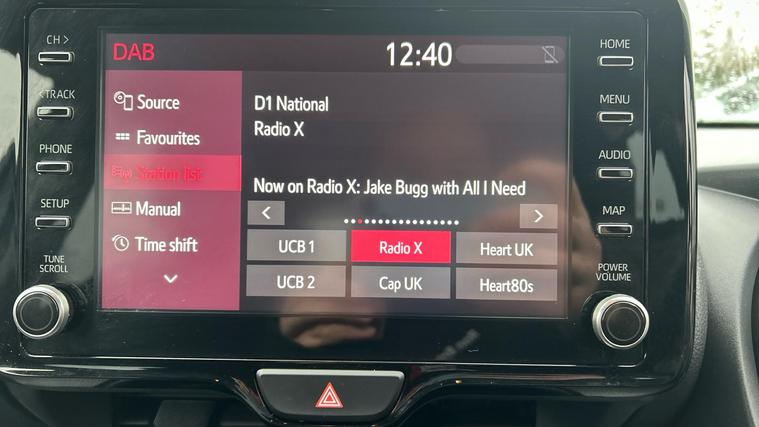 CH >
DAB
12:40
HOME
< TRACK
Source
D1 National
MENU
Favourites
Radio X
PHONE
Station list
AUDIO
Now on Radio X: Jake Bugg with All I Need
SETUP
Manual
< >
MAP
Time shift
UCB 1
Radio X
Heart UK
UCB 2
Cap UK
Heart80s
TUNE
SCROLL
POWER
VOLUME